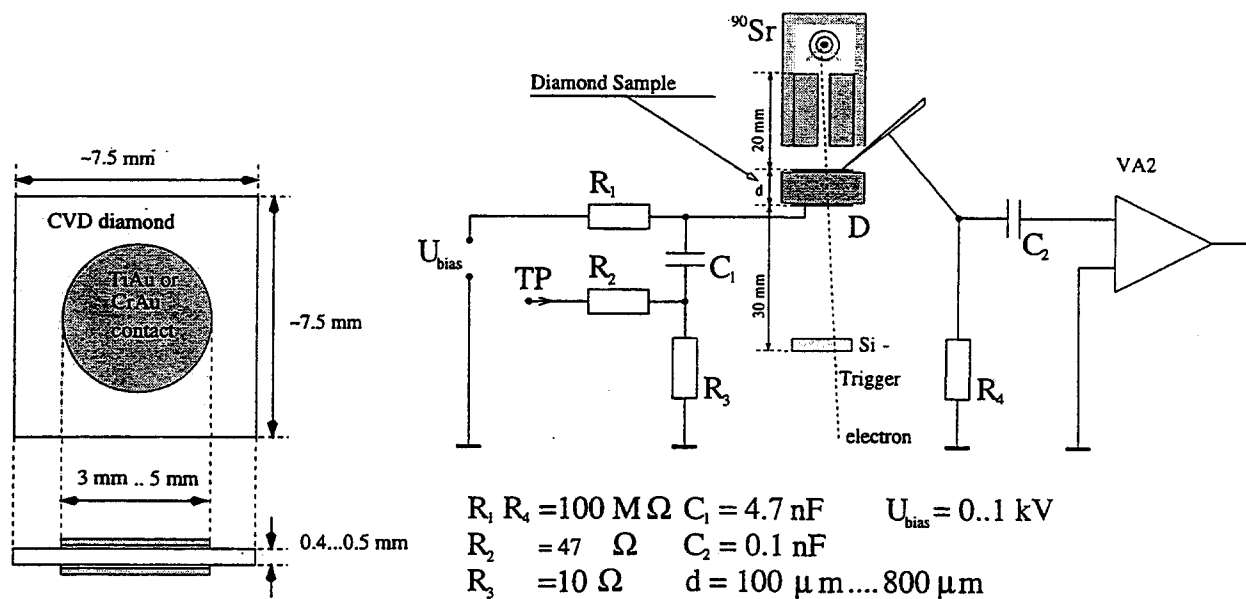 ~7.5 mm
CVD diamond
TiAu or
CrAu
contact
~7.5 mm
3 mm .. 5 mm
0.4...0.5 mm
⁹⁰Sr
Diamond Sample
20 mm
d
30 mm
D
R₁
U_bias
C₁
TP
R₂
R₃
Si -
Trigger
electron
C₂
VA2
R₄
R₁ R₄ = 100 M Ω C₁ = 4.7 nF U_bias = 0..1 kV
R₂ = 47 Ω C₂ = 0.1 nF
R₃ = 10 Ω d = 100 μm .... 800 μm